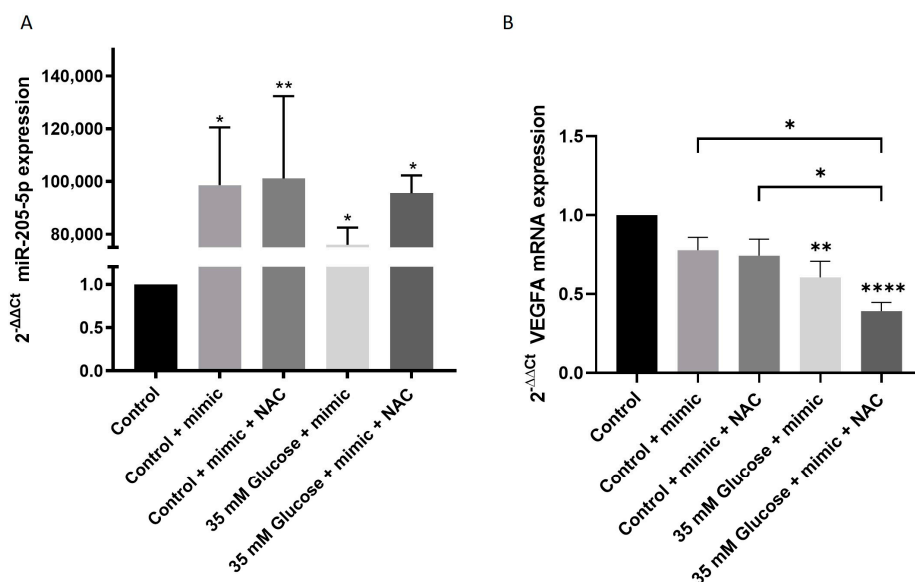 A
2^-ΔΔCt miR-205-5p expression
140,000
120,000
100,000
80,000
1.0
0.5
0.0
*
**
*
*
Control
Control + mimic
Control + mimic + NAC
35 mM Glucose + mimic
35 mM Glucose + mimic + NAC
B
2^-ΔΔCt VEGFA mRNA expression
1.5
1.0
0.5
0.0
*
*
**
****
Control
Control + mimic
Control + mimic + NAC
35 mM Glucose + mimic
35 mM Glucose + mimic + NAC